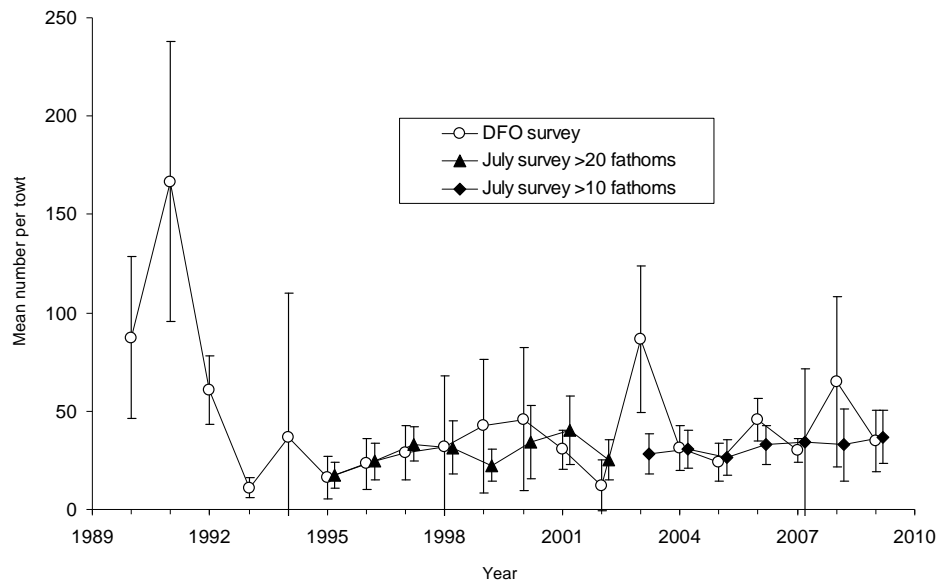 250
200
150
100
50
0
Mean number per towt
DFO survey
July survey >20 fathoms
July survey >10 fathoms
1989 1992 1995 1998 2001 2004 2007 2010
Year